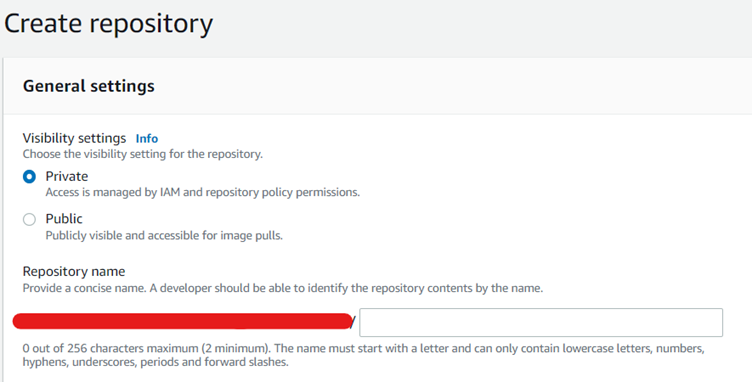 Create repository
General settings
Visibility settings Info
Choose the visibility setting for the repository.
Private
Access is managed by IAM and repository policy permissions.
Public
Publicly visible and accessible for image pulls.
Repository name
Provide a concise name. A developer should be able to identify the repository contents by the name.
/
0 out of 256 characters maximum (2 minimum). The name must start with a letter and can only contain lowercase letters, numbers,
hyphens, underscores, periods and forward slashes.